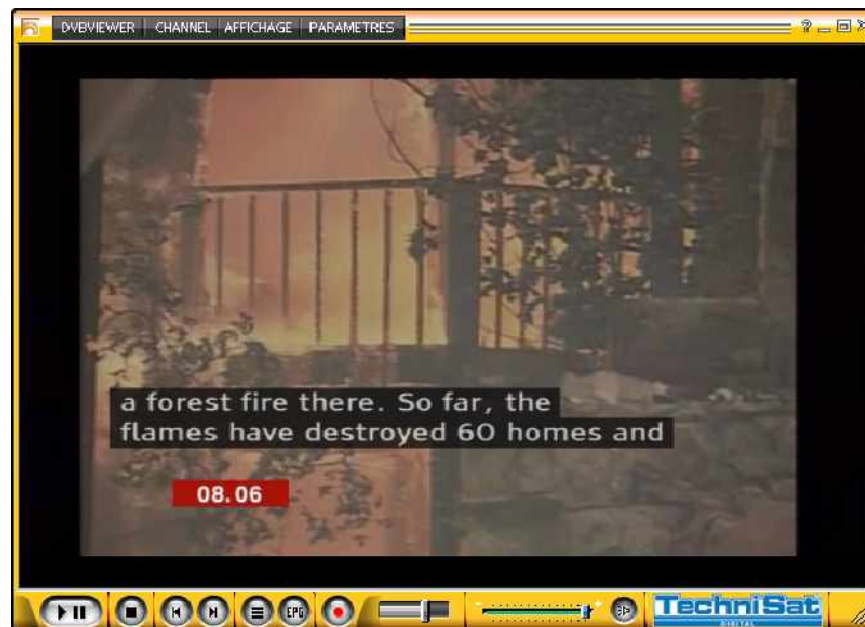 DVBVIEWER CHANNEL AFFICHAGE PARAMETRES
a forest fire there. So far, the
flames have destroyed 60 homes and
08.06
EPG
TechniSat
DIGITAL